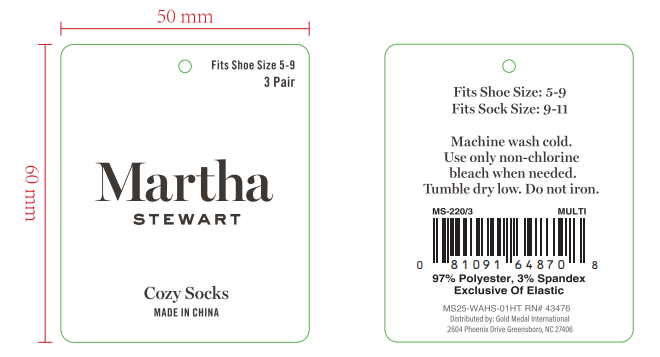 50 mm
60 mm
Fits Shoe Size 5-9
3 Pair
Martha
STEWART
Cozy Socks
MADE IN CHINA
Fits Shoe Size: 5-9
Fits Sock Size: 9-11
Machine wash cold.
Use only non-chlorine
bleach when needed.
Tumble dry low. Do not iron.
MS-220/3 MULTI
0 81091 64870 8
97% Polyester, 3% Spandex
Exclusive Of Elastic
MS25-WAHS-01HT RN# 43476
Distributed by: Gold Medal International
2604 Phoenix Drive Greensboro, NC 27406